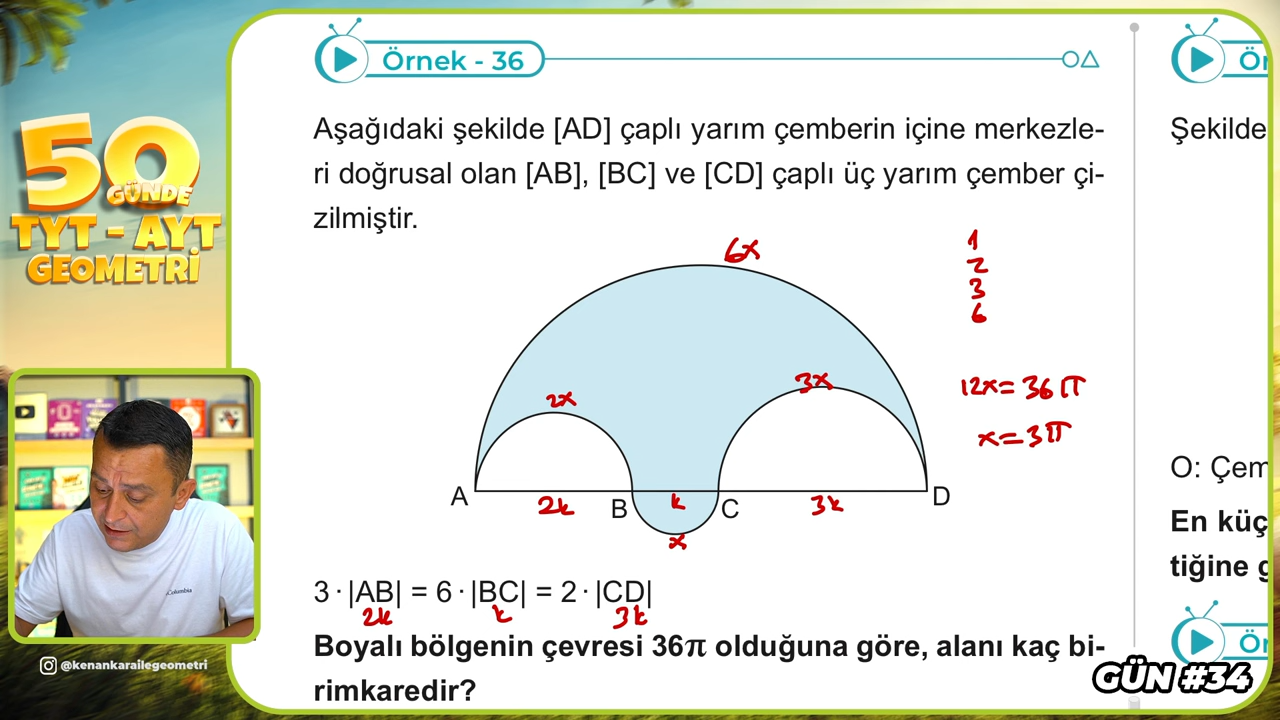 Örnek - 36
Aşağıdaki şekilde [AD] çaplı yarım çemberin içine merkezle-
ri doğrusal olan [AB], [BC] ve [CD] çaplı üç yarım çember çi-
zilmiştir.
6x
1
2
3
6
2x
3x
12x = 36π
x = 3π
A
2k
B
k
C
3k
D
x
3 · |AB| = 6 · |BC| = 2 · |CD|
2k
k
3k
Boyalı bölgenin çevresi 36π olduğuna göre, alanı kaç bi-
rimkaredir?
Ör
Şekilde
O: Çem
En küç
tiğine g
Ör
50
GÜNDE
TYT - AYT
GEOMETRİ
Columbia
@kenankarailegeometri
GÜN #34